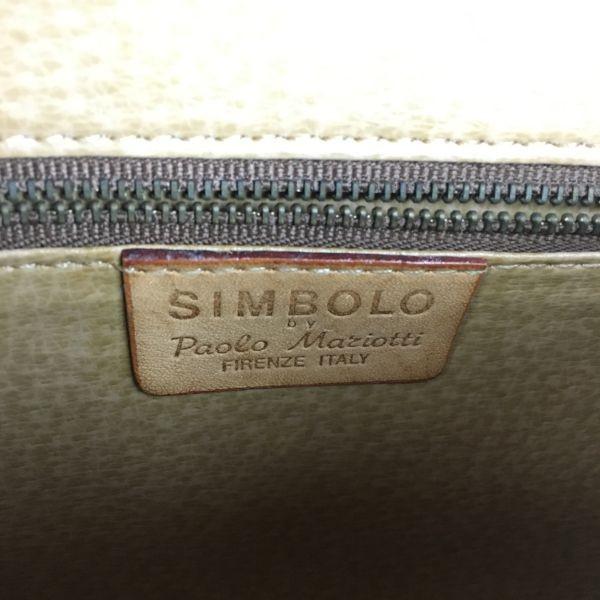 SIMBOLO
by
Paolo Mariotti
FIRENZE ITALY